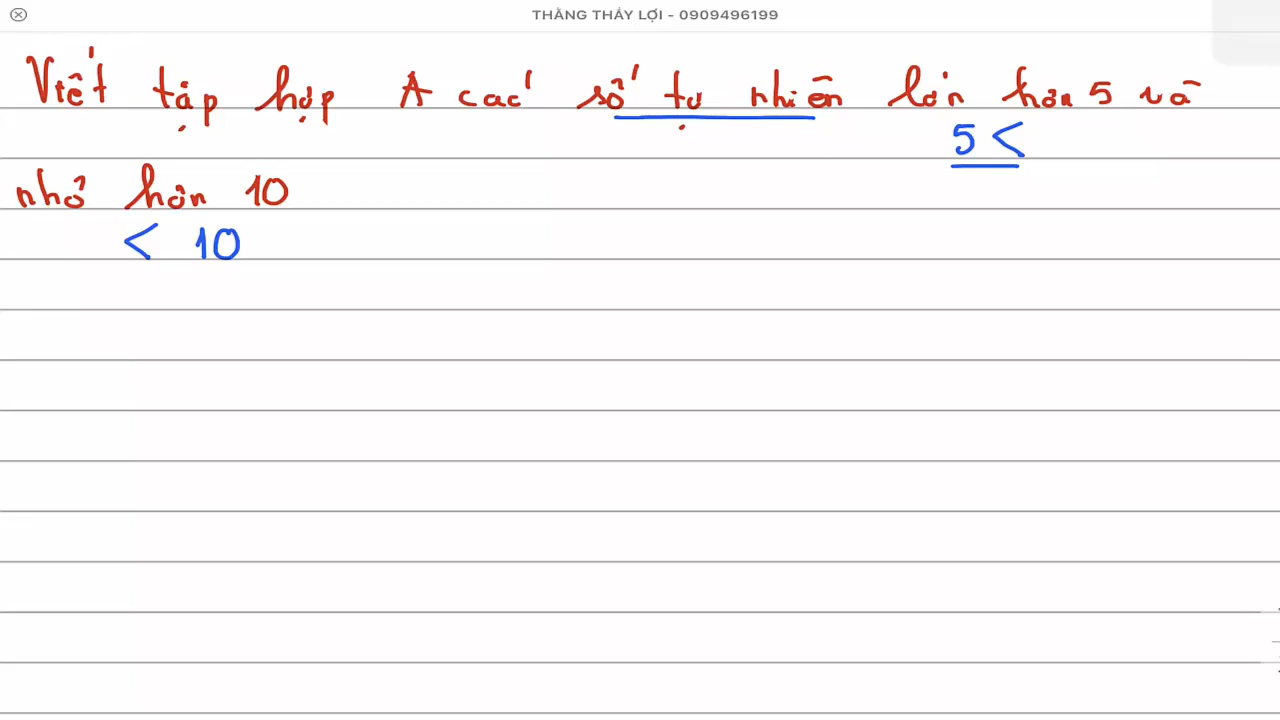 THẲNG THẦY LỢI - 0909496199
Viết tập hợp A các số tự nhiên lớn hơn 5 và
5 <
nhỏ hơn 10
< 10